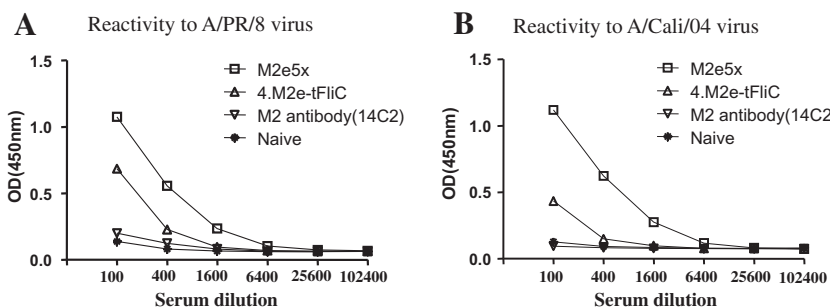 A
Reactivity to A/PR/8 virus
1.5
1.0
0.5
0.0
OD(450nm)
M2e5x
4.M2e-tFliC
M2 antibody(14C2)
Naive
100 400 1600 6400 25600 102400
Serum dilution
B
Reactivity to A/Cali/04 virus
1.5
1.0
0.5
0.0
OD(450nm)
M2e5x
4.M2e-tFliC
M2 antibody(14C2
Naive
100 400 1600 6400 25600 102400
Serum dilution